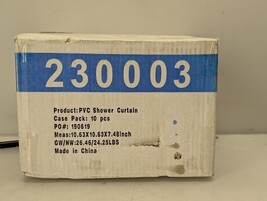 230003
Product:PVC Shower Curtain
Case Pack: 10 pcs
PO#: 190619
Meas:10.63X10.63X7.48Inch
GW/NW:26.46/24.25LBS
Made in China